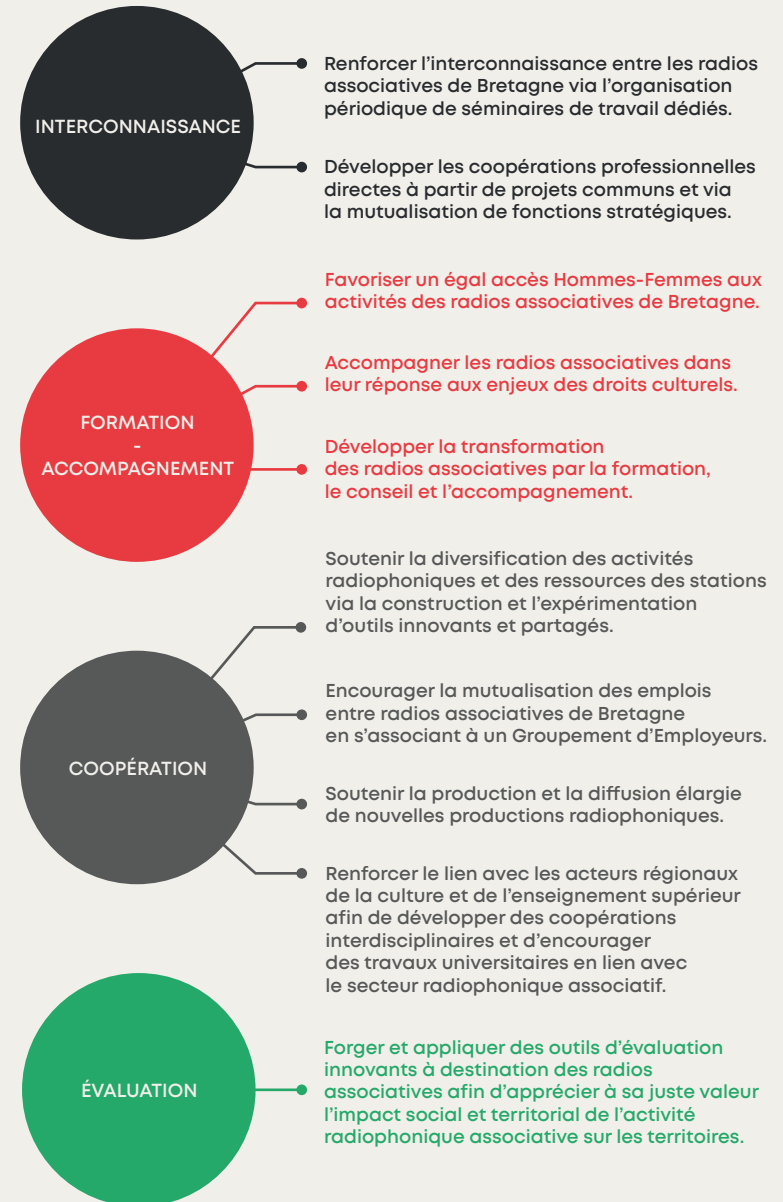 INTERCONNAISSANCE
Renforcer l’interconnaissance entre les radios
associatives de Bretagne via l’organisation
périodique de séminaires de travail dédiés.
Développer les coopérations professionnelles
directes à partir de projets communs et via
la mutualisation de fonctions stratégiques.
FORMATION
-
ACCOMPAGNEMENT
Favoriser un égal accès Hommes-Femmes aux
activités des radios associatives de Bretagne.
Accompagner les radios associatives dans
leur réponse aux enjeux des droits culturels.
Développer la transformation
des radios associatives par la formation,
le conseil et l’accompagnement.
COOPÉRATION
Soutenir la diversification des activités
radiophoniques et des ressources des stations
via la construction et l’expérimentation
d’outils innovants et partagés.
Encourager la mutualisation des emplois
entre radios associatives de Bretagne
en s’associant à un Groupement d’Employeurs.
Soutenir la production et la diffusion élargie
de nouvelles productions radiophoniques.
Renforcer le lien avec les acteurs régionaux
de la culture et de l’enseignement supérieur
afin de développer des coopérations
interdisciplinaires et d’encourager
des travaux universitaires en lien avec
le secteur radiophonique associatif.
ÉVALUATION
Forger et appliquer des outils d’évaluation
innovants à destination des radios
associatives afin d’apprécier à sa juste valeur
l’impact social et territorial de l’activité
radiophonique associative sur les territoires.